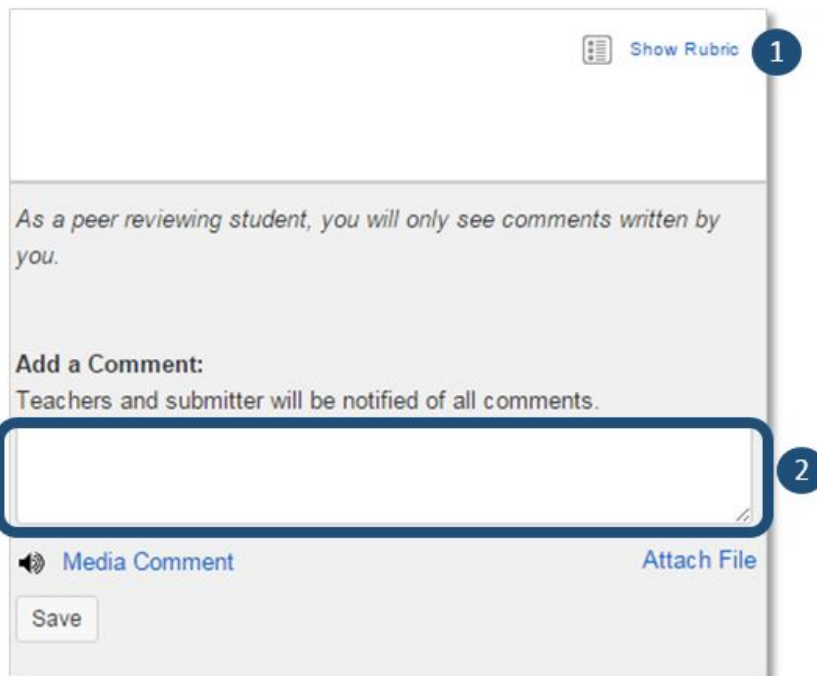 Show Rubric 1
As a peer reviewing student, you will only see comments written by
you.
Add a Comment:
Teachers and submitter will be notified of all comments.
2
Media Comment Attach File
Save